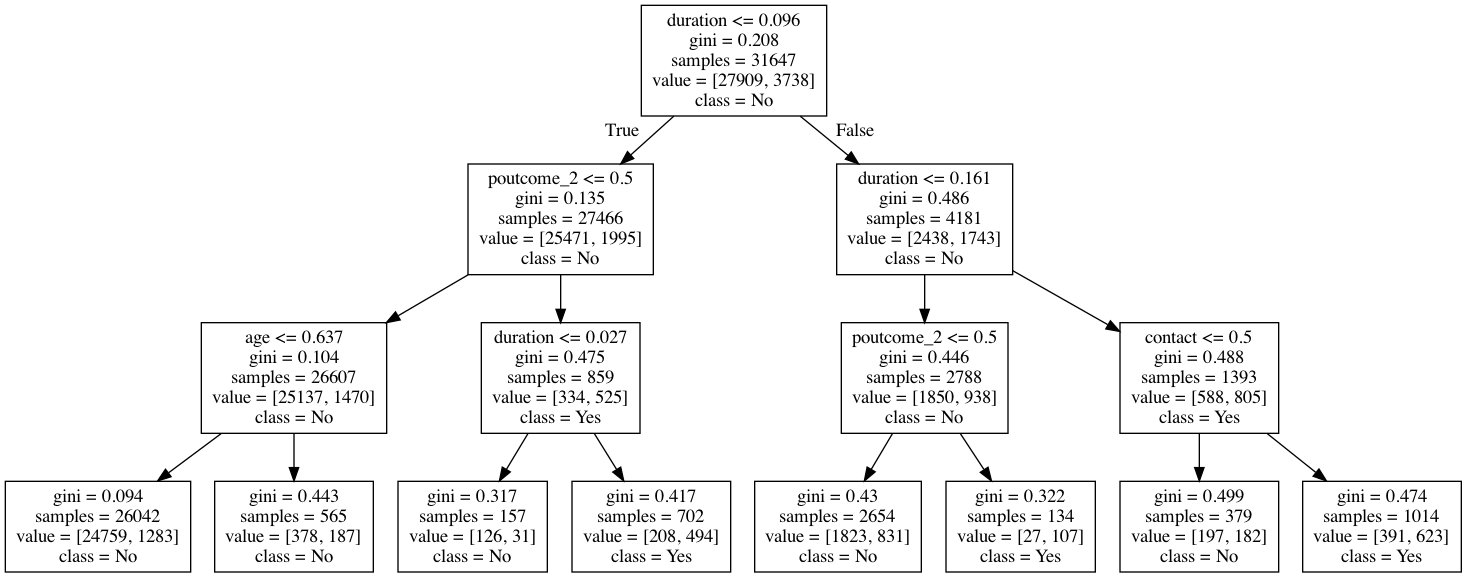 duration <= 0.096
gini = 0.208
samples = 31647
value = [27909, 3738]
class = No
True
False
poutcome_2 <= 0.5
gini = 0.135
samples = 27466
value = [25471, 1995]
class = No
duration <= 0.161
gini = 0.486
samples = 4181
value = [2438, 1743]
class = No
age <= 0.637
gini = 0.104
samples = 26607
value = [25137, 1470]
class = No
duration <= 0.027
gini = 0.475
samples = 859
value = [334, 525]
class = Yes
poutcome_2 <= 0.5
gini = 0.446
samples = 2788
value = [1850, 938]
class = No
contact <= 0.5
gini = 0.488
samples = 1393
value = [588, 805]
class = Yes
gini = 0.094
samples = 26042
value = [24759, 1283]
class = No
gini = 0.443
samples = 565
value = [378, 187]
class = No
gini = 0.317
samples = 157
value = [126, 31]
class = No
gini = 0.417
samples = 702
value = [208, 494]
class = Yes
gini = 0.43
samples = 2654
value = [1823, 831]
class = No
gini = 0.322
samples = 134
value = [27, 107]
class = Yes
gini = 0.499
samples = 379
value = [197, 182]
class = No
gini = 0.474
samples = 1014
value = [391, 623]
class = Yes